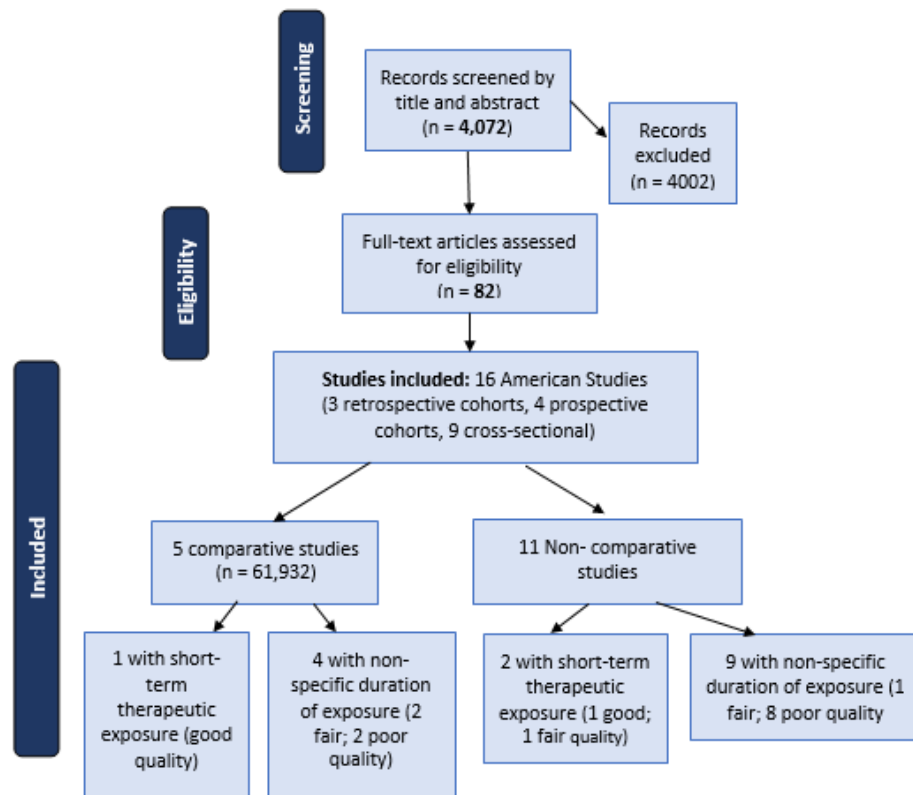 Screening
Records screened by
title and abstract
(n = 4,072)
Records
excluded
(n = 4002)
Eligibility
Full-text articles assessed
for eligibility
(n = 82)
Included
Studies included: 16 American Studies
(3 retrospective cohorts, 4 prospective
cohorts, 9 cross-sectional)
5 comparative studies
(n = 61,932)
11 Non- comparative
studies
1 with short-
term
therapeutic
exposure (good
quality)
4 with non-
specific duration
of exposure (2
fair; 2 poor
quality)
2 with short-term
therapeutic
exposure (1 good;
1 fair quality)
9 with non-specific
duration of exposure (1
fair; 8 poor quality